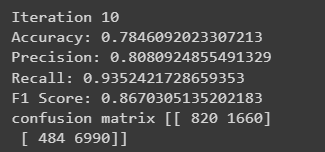 Iteration 10
Accuracy: 0.7846092023307213
Precision: 0.8080924855491329
Recall: 0.9352421728659353
F1 Score: 0.8670305135202183
confusion matrix [[ 820 1660]
[ 484 6990]]